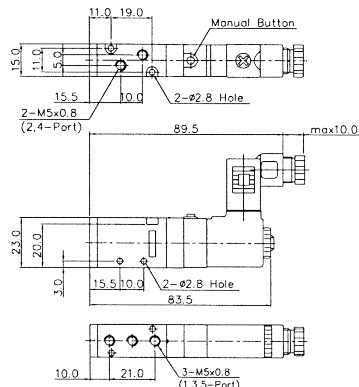 11.0 19.0
Manual Button
15.0
11.0
5.0
15.5
10.0
2-ø2.8 Hole
2-M5x0.8
(2,4-Port)
89.5
max10.0
23.0
20.0
3.0
15.5 10.0
2-ø2.8 Hole
83.5
10.0
21.0
3-M5x0.8
(1,3,5-Port)